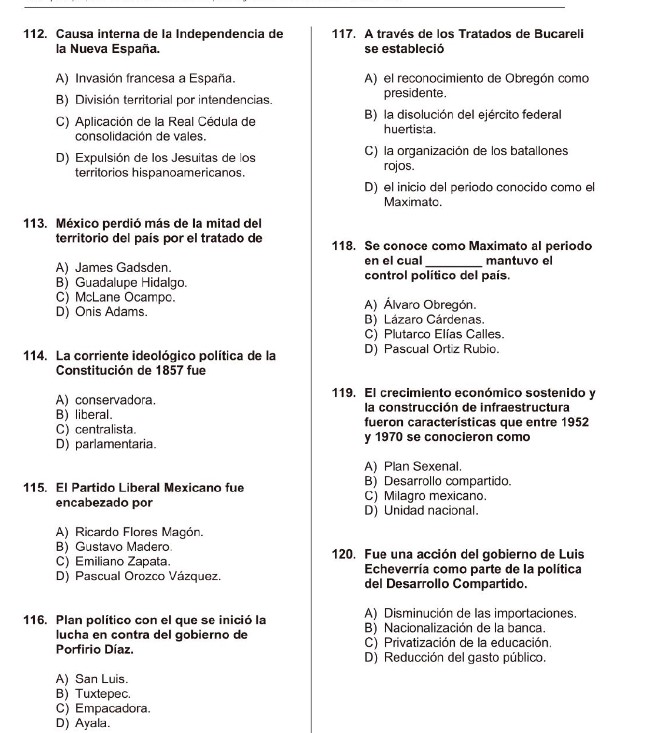 112. Causa interna de la Independencia de
la Nueva España.
A) Invasión francesa a España.
B) División territorial por intendencias.
C) Aplicación de la Real Cédula de
consolidación de vales.
D) Expulsión de los Jesuitas de los
territorios hispanoamericanos.
113. México perdió más de la mitad del
territorio del país por el tratado de
A) James Gadsden.
B) Guadalupe Hidalgo.
C) McLane Ocampo.
D) Onis Adams.
114. La corriente ideológico política de la
Constitución de 1857 fue
A) conservadora.
B) liberal.
C) centralista.
D) parlamentaria.
115. El Partido Liberal Mexicano fue
encabezado por
A) Ricardo Flores Magón.
B) Gustavo Madero.
C) Emiliano Zapata.
D) Pascual Orozco Vázquez.
116. Plan político con el que se inició la
lucha en contra del gobierno de
Porfirio Díaz.
A) San Luis.
B) Tuxtepec.
C) Empacadora.
D) Ayala.
117. A través de los Tratados de Bucareli
se estableció
A) el reconocimiento de Obregón como
presidente.
B) la disolución del ejército federal
huertista.
C) la organización de los batallones
rojos.
D) el inicio del periodo conocido como el
Maximato.
118. Se conoce como Maximato al periodo
en el cual ________ mantuvo el
control político del país.
A) Álvaro Obregón.
B) Lázaro Cárdenas.
C) Plutarco Elías Calles.
D) Pascual Ortiz Rubio.
119. El crecimiento económico sostenido y
la construcción de infraestructura
fueron características que entre 1952
y 1970 se conocieron como
A) Plan Sexenal.
B) Desarrollo compartido.
C) Milagro mexicano.
D) Unidad nacional.
120. Fue una acción del gobierno de Luis
Echeverría como parte de la política
del Desarrollo Compartido.
A) Disminución de las importaciones.
B) Nacionalización de la banca.
C) Privatización de la educación.
D) Reducción del gasto público.